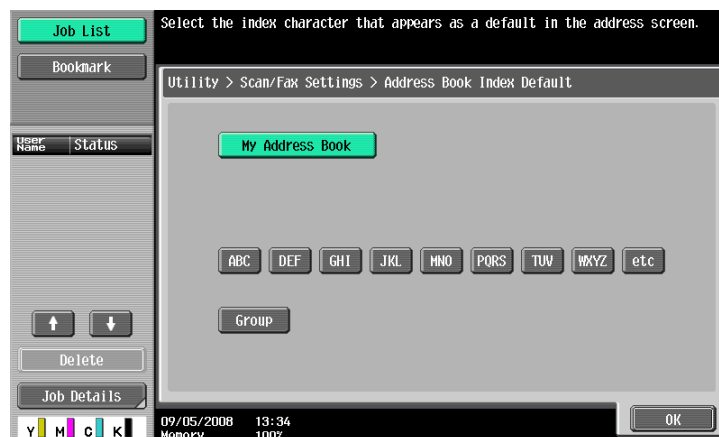 Job List
Bookmark
User Name Status
Delete
Job Details
Y M C K
Select the index character that appears as a default in the address screen.
Utility > Scan/Fax Settings > Address Book Index Default
My Address Book
ABC DEF GHI JKL MNO PQRS TUV WXYZ etc
Group
09/05/2008 13:34
Memory 100%
OK